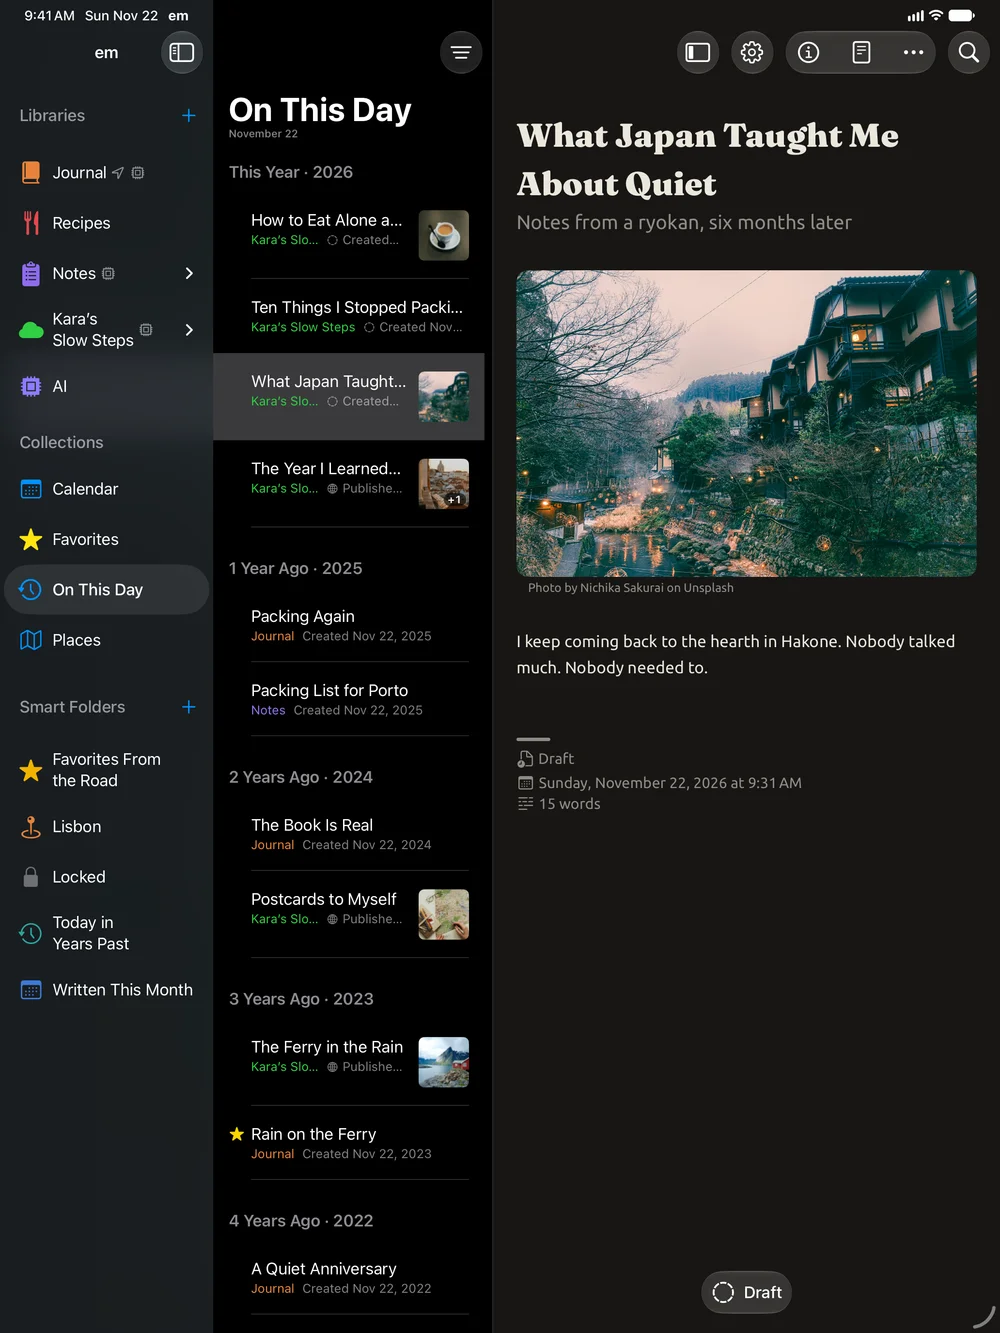 9:41 AM Sun Nov 22 em
em
Libraries
Journal
Recipes
Notes
Kara's
Slow Steps
AI
Collections
Calendar
Favorites
On This Day
Places
Smart Folders
Favorites From
the Road
Lisbon
Locked
Today in
Years Past
Written This Month
On This Day
November 22
This Year · 2026
How to Eat Alone a...
Kara's Slo... Created...
Ten Things I Stopped Packi...
Kara's Slow Steps Created Nov...
What Japan Taught...
Kara's Slo... Created...
The Year I Learned...
Kara's Slo... Publishe...
+1
1 Year Ago · 2025
Packing Again
Journal Created Nov 22, 2025
Packing List for Porto
Notes Created Nov 22, 2025
2 Years Ago · 2024
The Book Is Real
Journal Created Nov 22, 2024
Postcards to Myself
Kara's Slo... Publishe...
3 Years Ago · 2023
The Ferry in the Rain
Kara's Slo... Publishe...
Rain on the Ferry
Journal Created Nov 22, 2023
4 Years Ago · 2022
A Quiet Anniversary
Journal Created Nov 22, 2022
What Japan Taught Me
About Quiet
Notes from a ryokan, six months later
Photo by Nichika Sakurai on Unsplash
I keep coming back to the hearth in Hakone. Nobody talked
much. Nobody needed to.
Draft
Sunday, November 22, 2026 at 9:31 AM
15 words
Draft